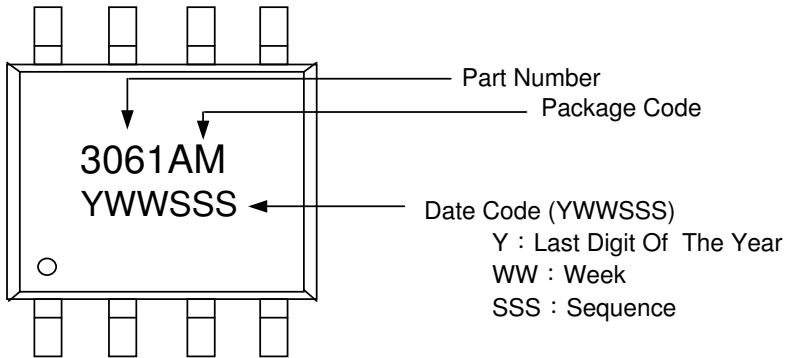 Part Number
Package Code
3061AM
YWWSSS
Date Code (YWWSSS)
Y : Last Digit Of The Year
WW : Week
SSS : Sequence